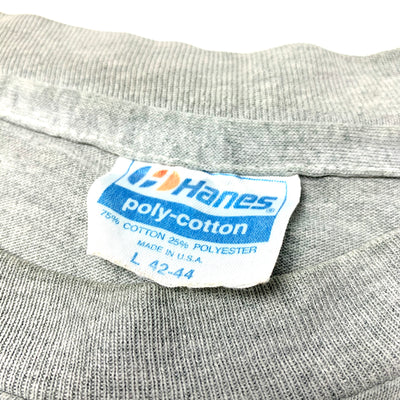 Hanes®
poly-cotton
75% COTTON 25% POLYESTER
MADE IN U.S.A.
L 42-44